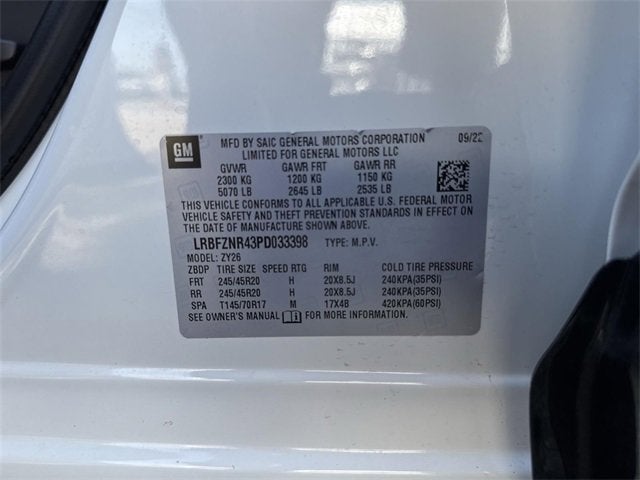 GM
MFD BY SAIC GENERAL MOTORS CORPORATION 09/22
LIMITED FOR GENERAL MOTORS LLC
GVWR GAWR FRT GAWR RR
2300 KG 1200 KG 1150 KG
5070 LB 2645 LB 2535 LB
THIS VEHICLE CONFORMS TO ALL APPLICABLE U.S. FEDERAL MOTOR
VEHICLE SAFETY AND THEFT PREVENTION STANDARDS IN EFFECT ON
THE DATE OF MANUFACTURE SHOWN ABOVE.
LRBFZNR43PD033398 TYPE: M.P.V.
MODEL: ZY26
ZBDP TIRE SIZE SPEED RTG RIM COLD TIRE PRESSURE
FRT 245/45R20 H 20X8.5J 240KPA(35PSI)
RR 245/45R20 H 20X8.5J 240KPA(35PSI)
SPA T145/70R17 M 17X4B 420KPA(60PSI)
SEE OWNER'S MANUAL FOR MORE INFORMATION.